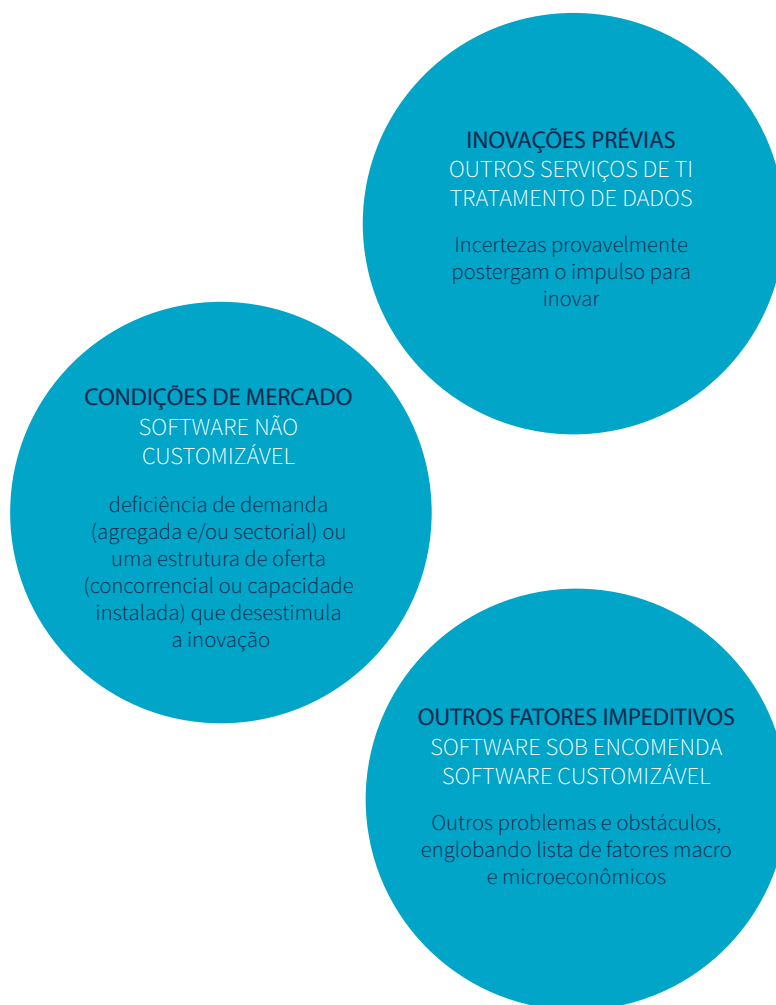 INOVAÇÕES PRÉVIAS
OUTROS SERVIÇOS DE TI
TRATAMENTO DE DADOS
Incertezas provavelmente
postergam o impulso para
inovar
CONDIÇÕES DE MERCADO
SOFTWARE NÃO
CUSTOMIZÁVEL
deficiência de demanda
(agregada e/ou sectorial) ou
uma estrutura de oferta
(concorrencial ou capacidade
instalada) que desestimula
a inovação
OUTROS FATORES IMPEDITIVOS
SOFTWARE SOB ENCOMENDA
SOFTWARE CUSTOMIZÁVEL
Outros problemas e obstáculos,
englobando lista de fatores macro
e microeconômicos